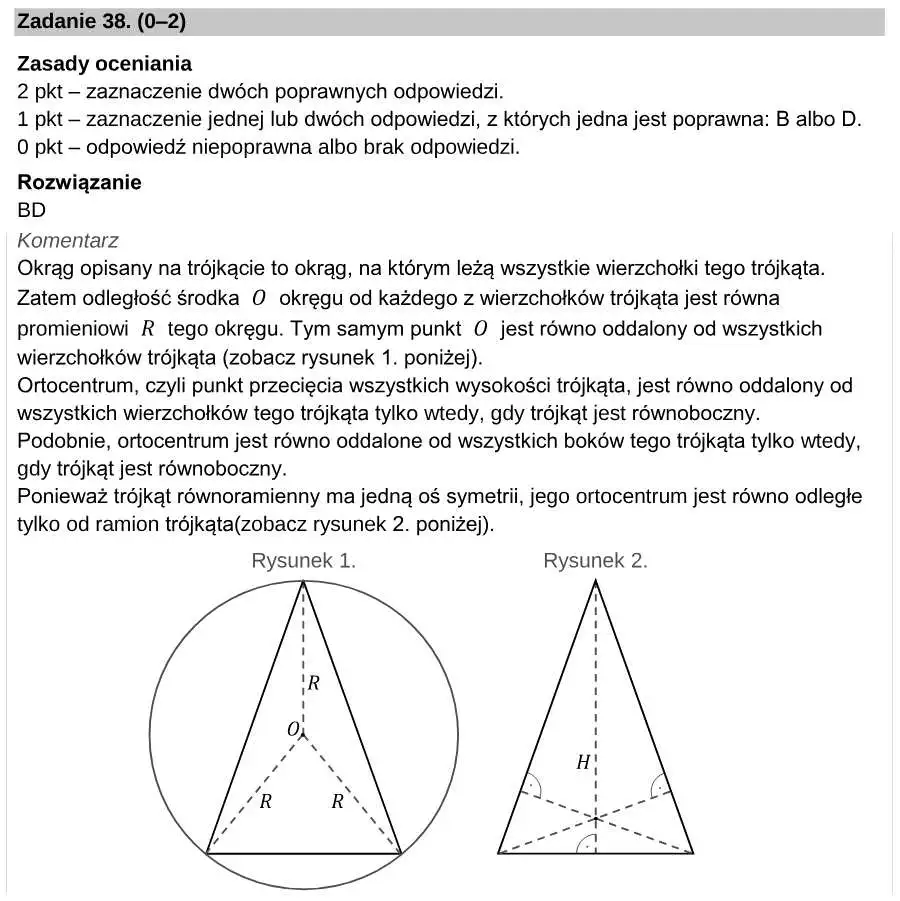 Zadanie 38. (0–2)
Zasady oceniania
2 pkt – zaznaczenie dwóch poprawnych odpowiedzi.
1 pkt – zaznaczenie jednej lub dwóch odpowiedzi, z których jedna jest poprawna: B albo D.
0 pkt – odpowiedź niepoprawna albo brak odpowiedzi.
Rozwiązanie
BD
Komentarz
Okrąg opisany na trójkącie to okrąg, na którym leżą wszystkie wierzchołki tego trójkąta.
Zatem odległość środka O okręgu od każdego z wierzchołków trójkąta jest równa
promieniowi R tego okręgu. Tym samym punkt O jest równo oddalony od wszystkich
wierzchołków trójkąta (zobacz rysunek 1. poniżej).
Ortocentrum, czyli punkt przecięcia wszystkich wysokości trójkąta, jest równo oddalony od
wszystkich wierzchołków tego trójkąta tylko wtedy, gdy trójkąt jest równoboczny.
Podobnie, ortocentrum jest równo oddalone od wszystkich boków tego trójkąta tylko wtedy,
gdy trójkąt jest równoboczny.
Ponieważ trójkąt równoramienny ma jedną oś symetrii, jego ortocentrum jest równo odległe
tylko od ramion trójkąta(zobacz rysunek 2. poniżej).
Rysunek 1.
Rysunek 2.
R
O
R
R
H